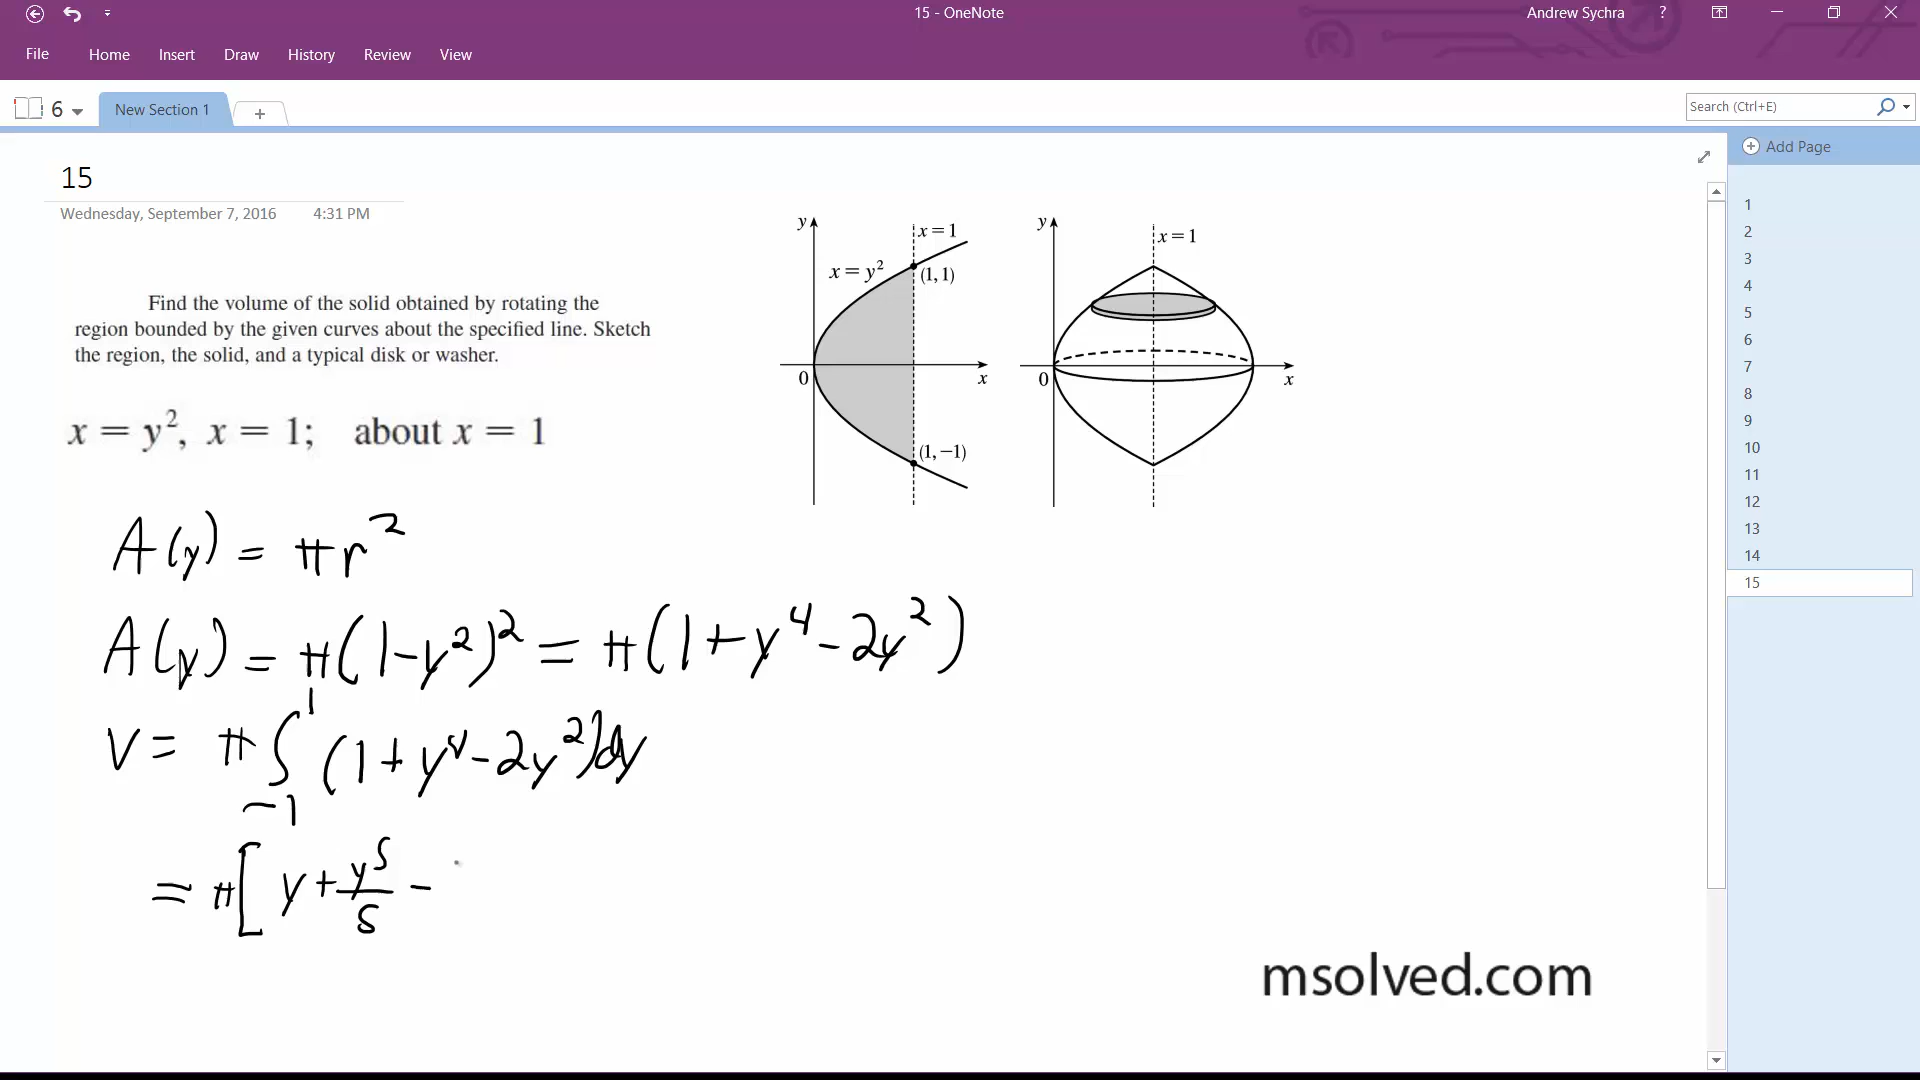 15 - OneNote
Andrew Sychra
?
File Home Insert Draw History Review View
6
New Section 1
+
Search (Ctrl+E)
Add Page
15
Wednesday, September 7, 2016 4:31 PM
Find the volume of the solid obtained by rotating the
region bounded by the given curves about the specified line. Sketch
the region, the solid, and a typical disk or washer.
x = y², x = 1; about x = 1
y
x = 1
x = y²
(1, 1)
0
x
(1, −1)
y
x = 1
0
x
A(y) = πr²
A(y) = π(1-y²)² = π(1+y⁴-2y²)
V = π∫₋₁¹ (1+y⁴-2y²)dy
= π[ y + y⁵/5 -
msolved.com
1
2
3
4
5
6
7
8
9
10
11
12
13
14
15